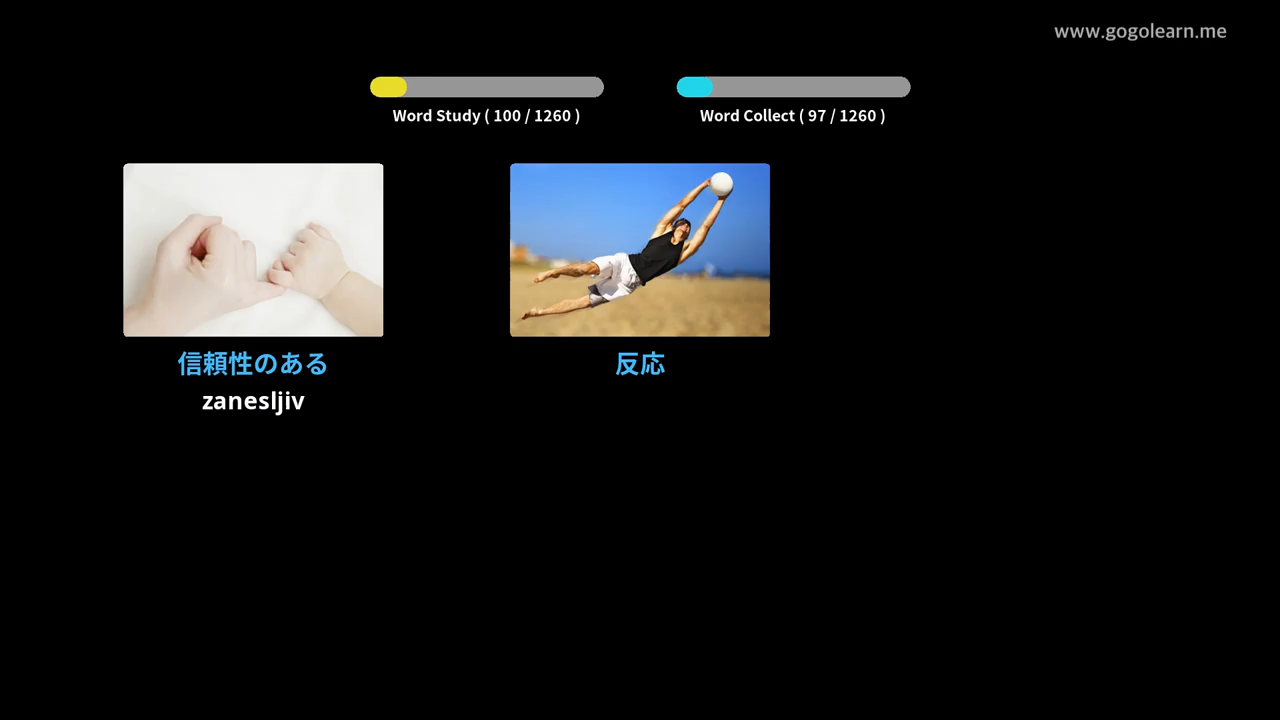 www.gogolearn.me
Word Study ( 100 / 1260 )
Word Collect ( 97 / 1260 )
信頼性のある
zanesljiv
反応